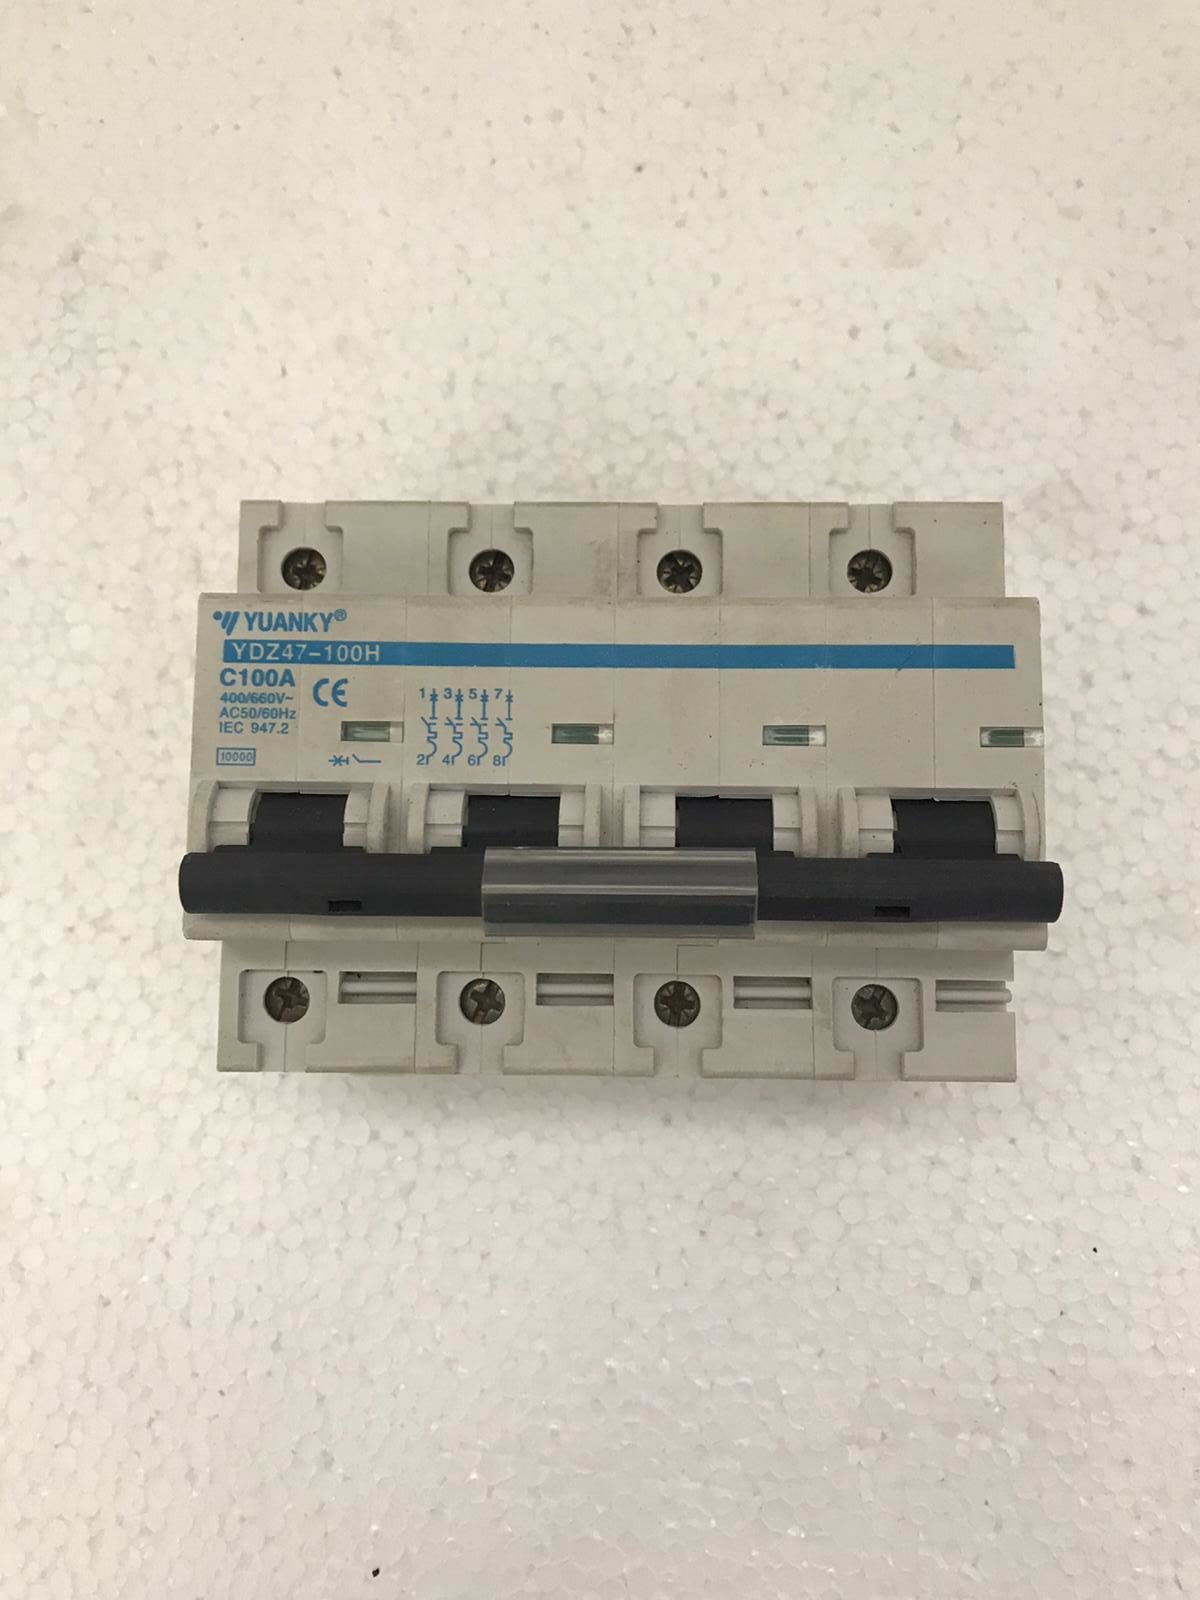 YUANKY®
YDZ47-100H
C100A
400/660V~
AC50/60Hz
IEC 947.2
10000
CE
1 3 5 7
2 4 6 8